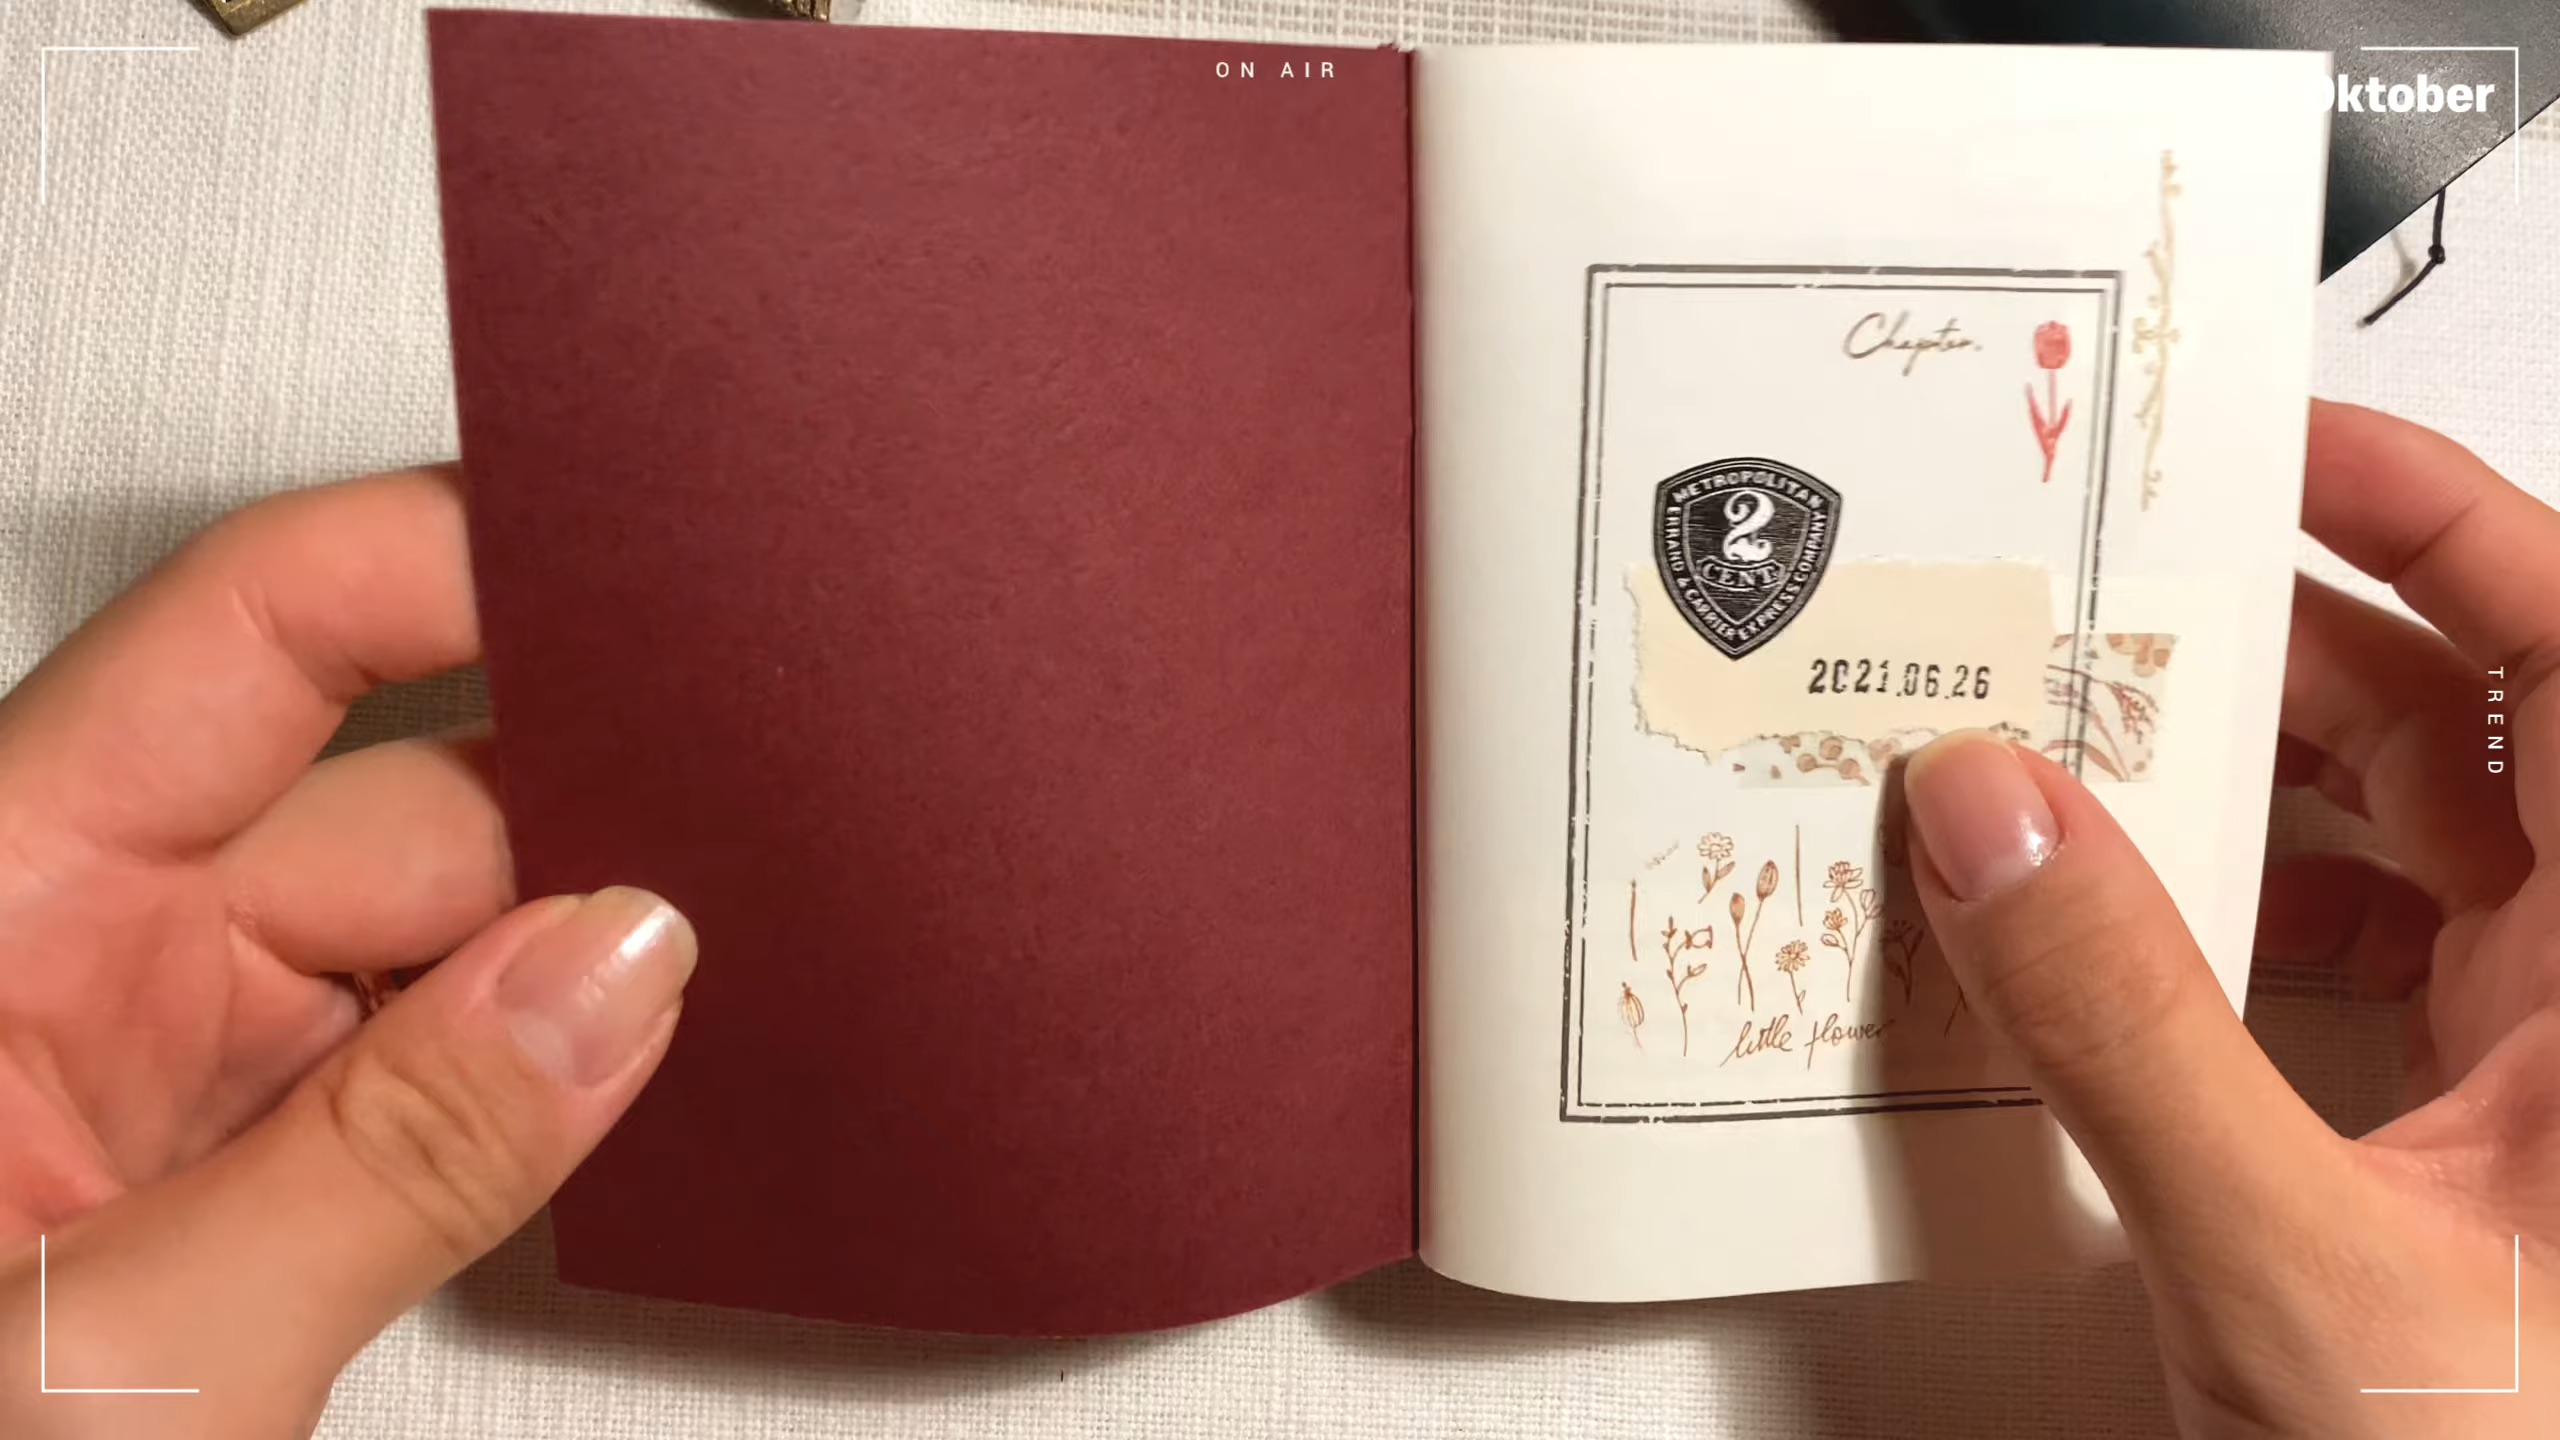 ON AIR
Oktober
Chapter.
METROPOLITAN
2
CENT
ERRAND & CARRIER EXPRESS COMPANY
2021.06.26
TREND
little flower